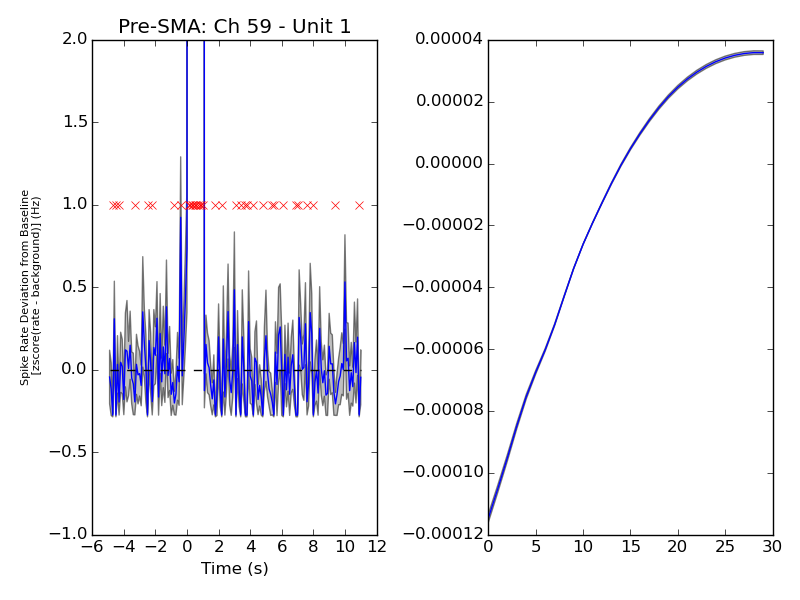 Pre-SMA: Ch 59 - Unit 1
Spike Rate Deviation from Baseline
[zscore(rate - background)] (Hz)
2.0
1.5
1.0
0.5
0.0
−0.5
−1.0
−6 −4 −2 0 2 4 6 8 10 12
Time (s)
0.00004
0.00002
0.00000
−0.00002
−0.00004
−0.00006
−0.00008
−0.00010
−0.00012
0 5 10 15 20 25 30